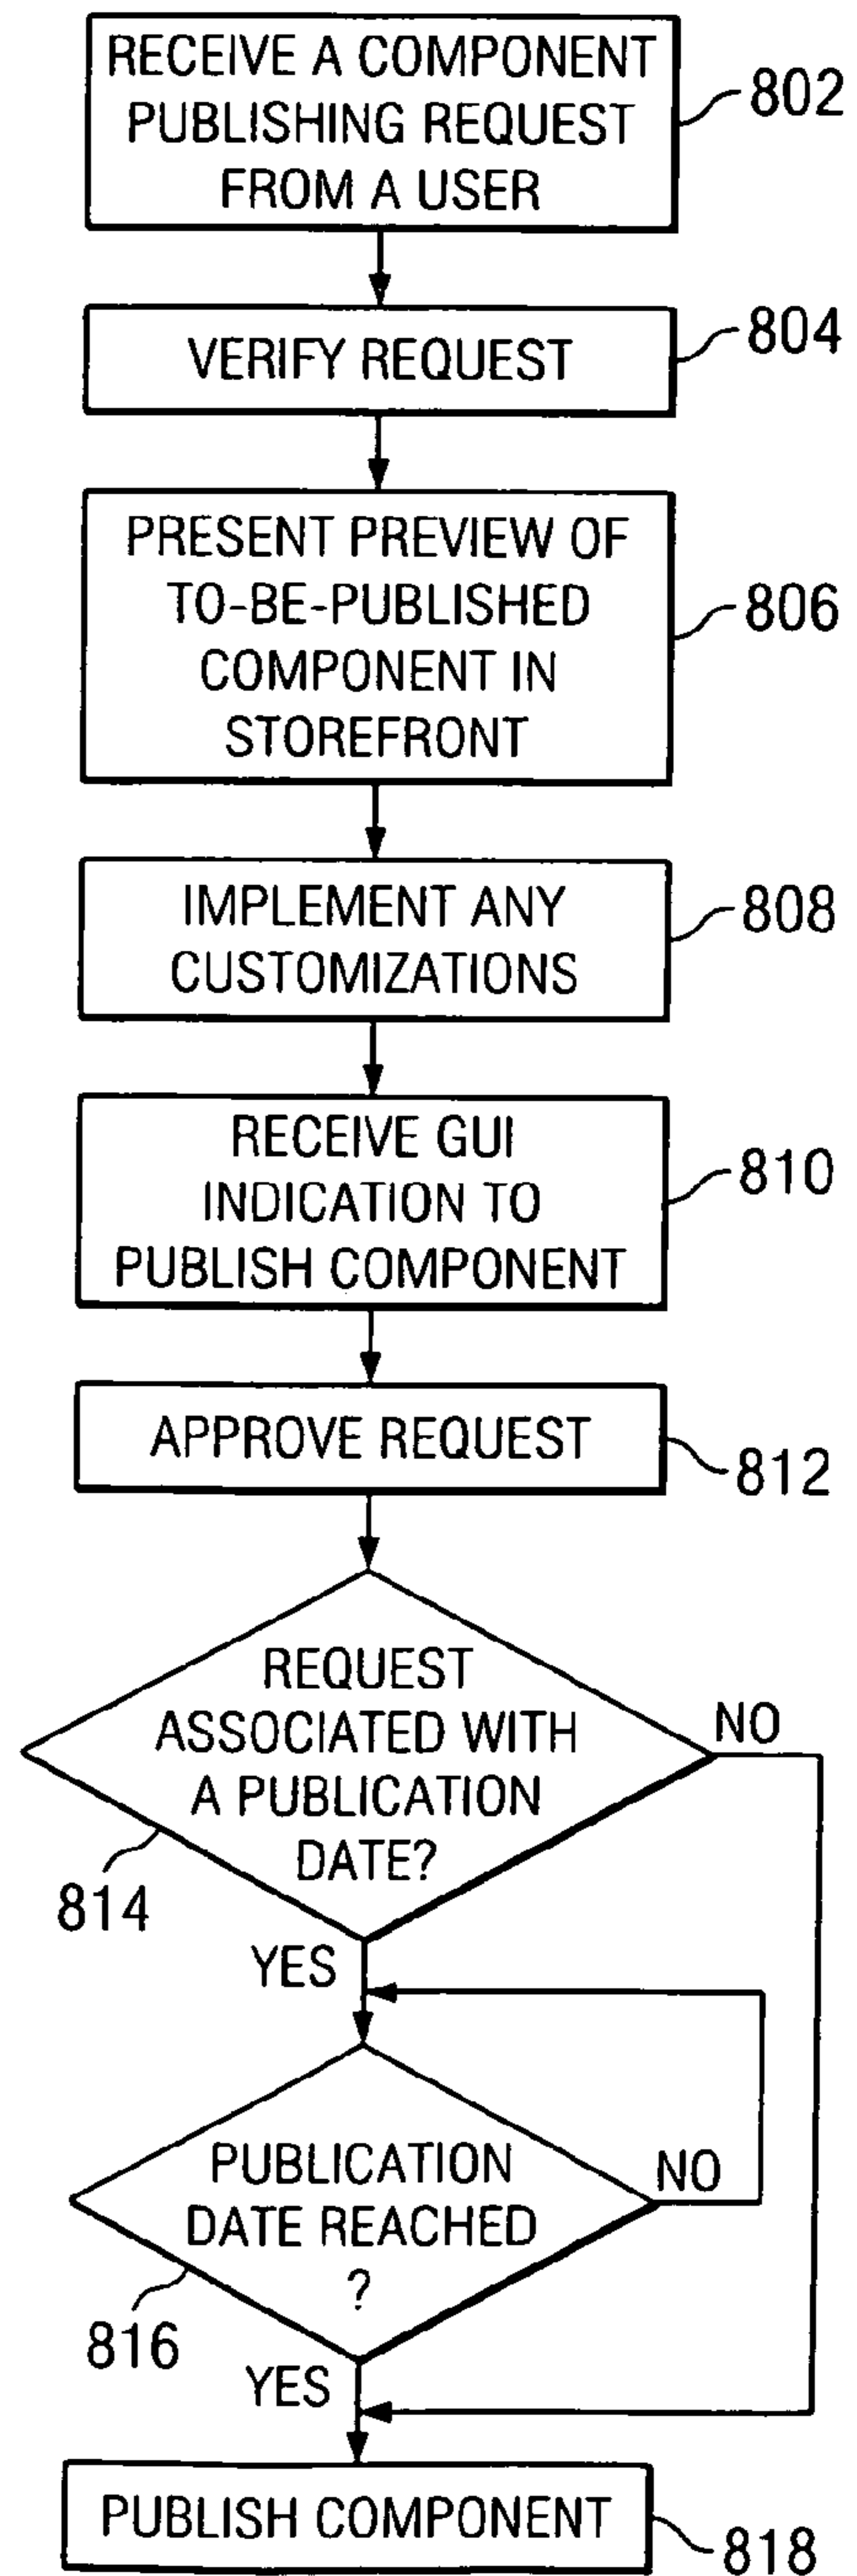 RECEIVE A COMPONENT
PUBLISHING REQUEST
FROM A USER
802
VERIFY REQUEST
804
PRESENT PREVIEW OF
TO-BE-PUBLISHED
COMPONENT IN
STOREFRONT
806
IMPLEMENT ANY
CUSTOMIZATIONS
808
RECEIVE GUI
INDICATION TO
PUBLISH COMPONENT
810
APPROVE REQUEST
812
REQUEST
ASSOCIATED WITH
A PUBLICATION
DATE?
NO
814
YES
PUBLICATION
DATE REACHED
?
NO
816
YES
PUBLISH COMPONENT
818